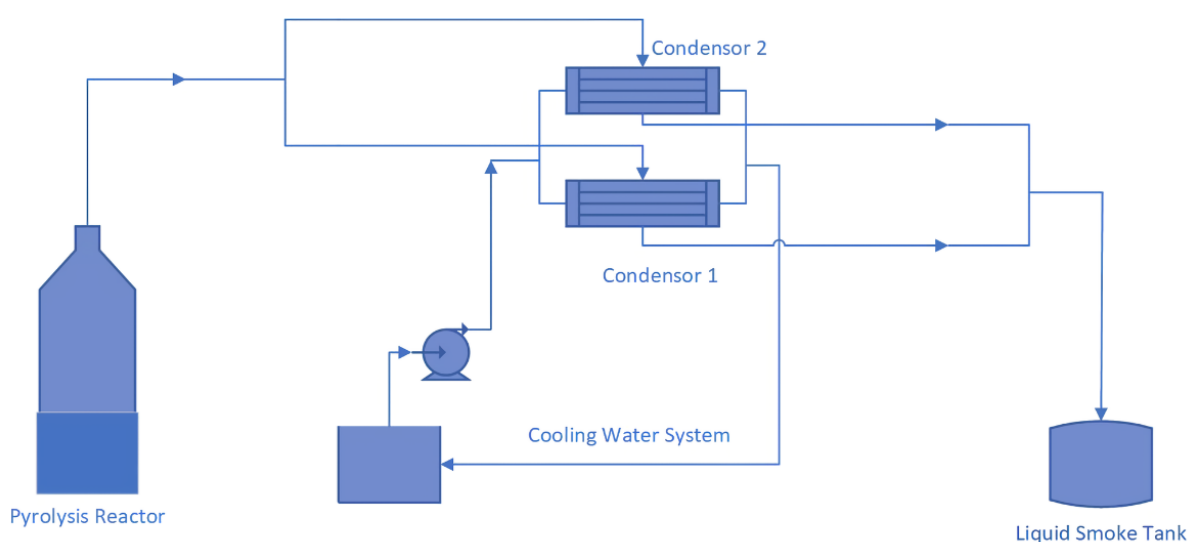 Condensor 2
Condensor 1
Cooling Water System
Pyrolysis Reactor
Liquid Smoke Tank